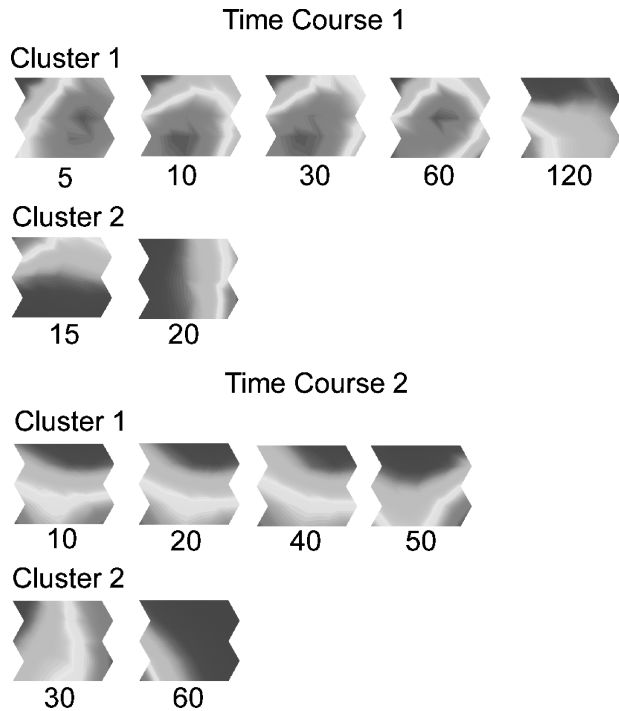 Time Course 1
Cluster 1
5 10 30 60 120
Cluster 2
15 20
Time Course 2
Cluster 1
10 20 40 50
Cluster 2
30 60